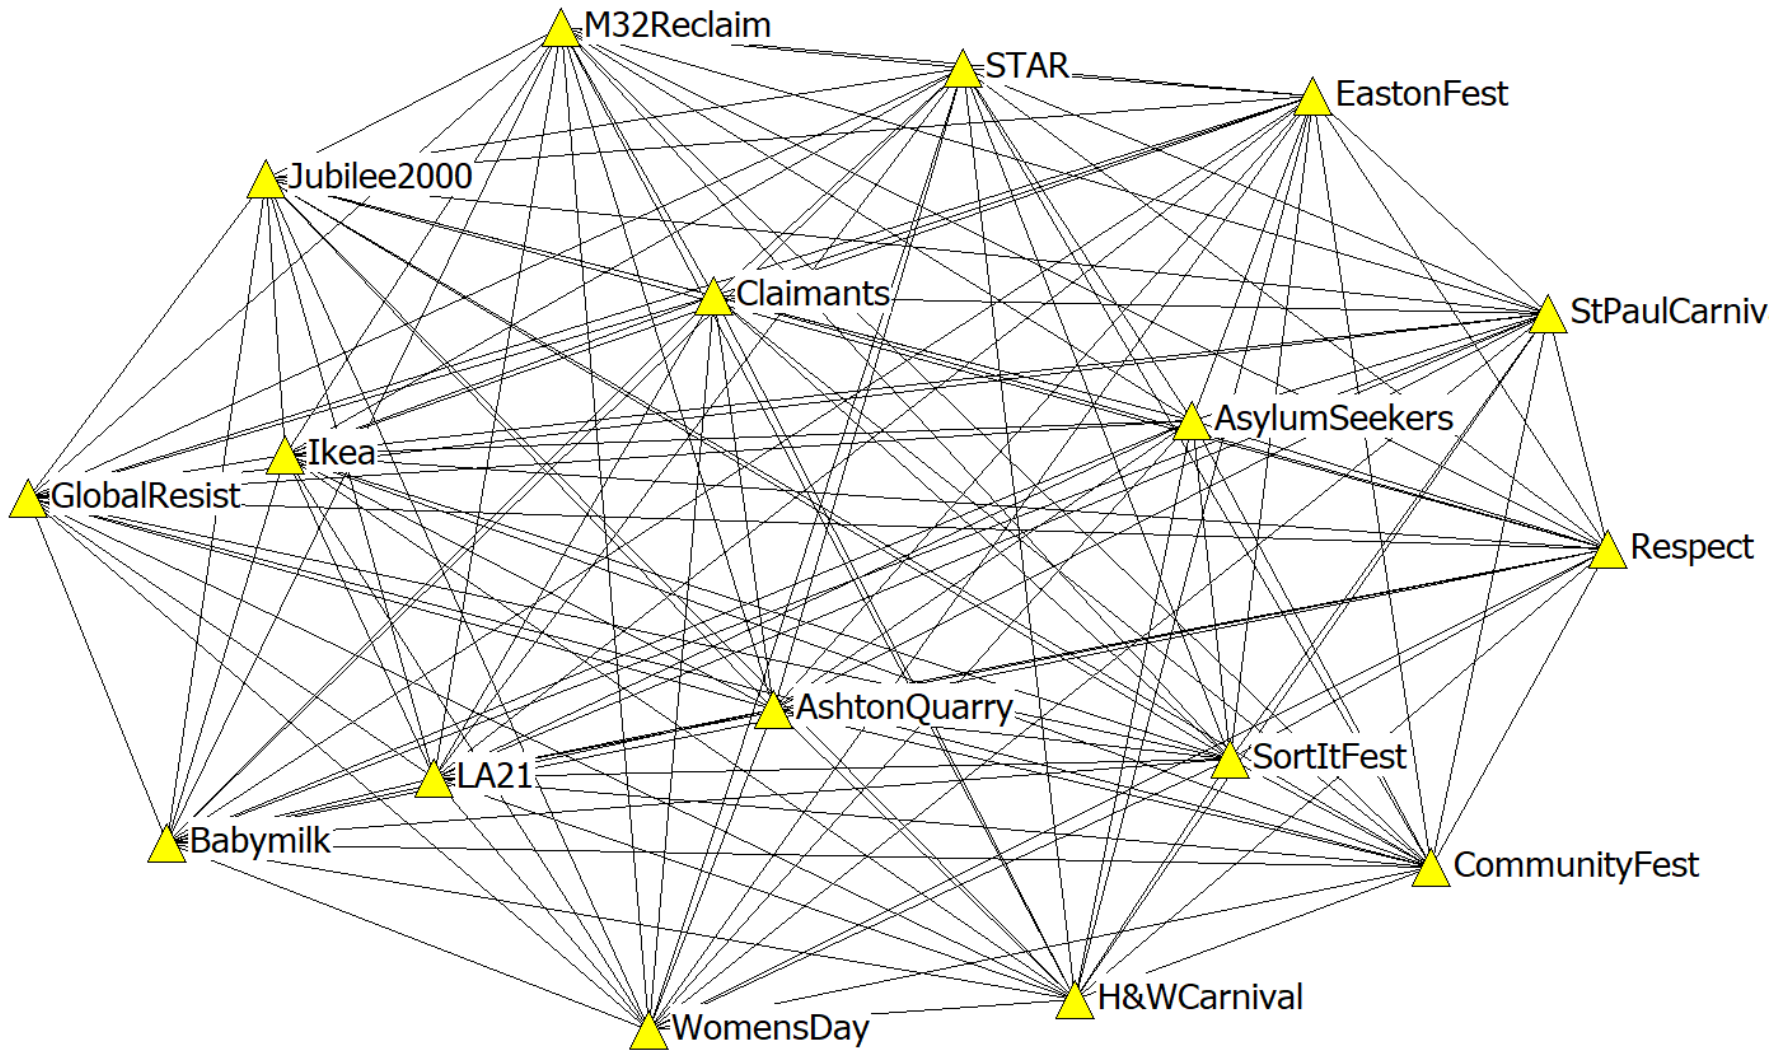 M32Reclaim
STAR
EastonFest
Jubilee2000
Claimants
StPaulCarniv
AsylumSeekers
Ikea
GlobalResist
Respect
AshtonQuarry
SortItFest
LA21
Babymilk
CommunityFest
H&WCarnival
WomensDay